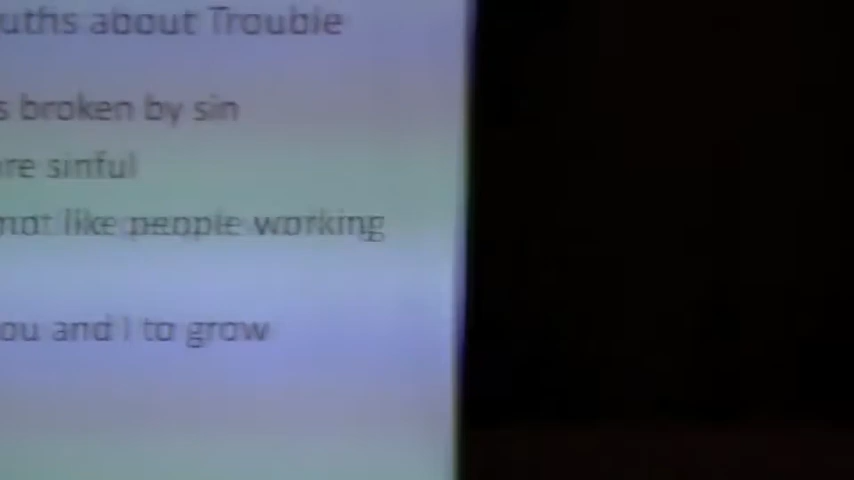 uths about Trouble
s broken by sin
re sinful
not like people working
ou and I to grow